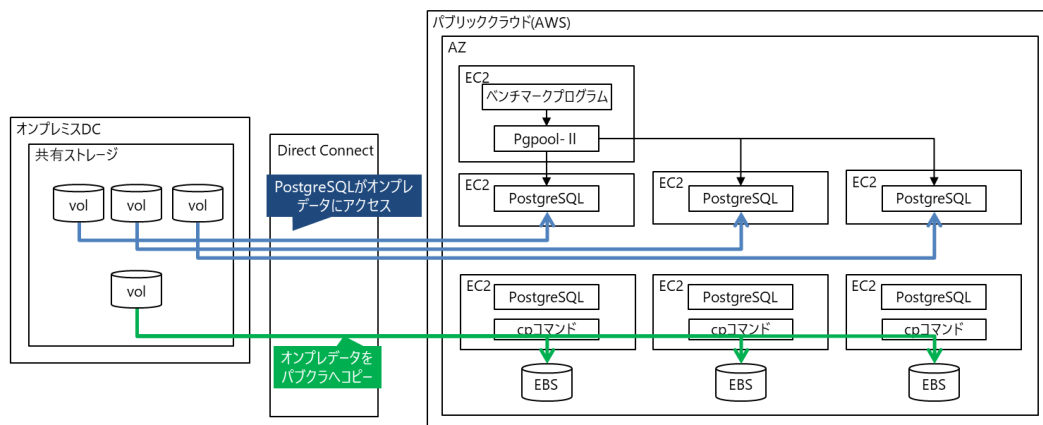 パブリッククラウド(AWS)
AZ
EC2
ベンチマークプログラム
Pgpool-Ⅱ
オンプレミスDC
共有ストレージ
vol
vol
vol
vol
Direct Connect
PostgreSQLがオンプレ
データにアクセス
EC2
PostgreSQL
EC2
PostgreSQL
EC2
PostgreSQL
オンプレデータを
パブクラへコピー
EC2
PostgreSQL
cpコマンド
EBS
EC2
PostgreSQL
cpコマンド
EBS
EC2
PostgreSQL
cpコマンド
EBS